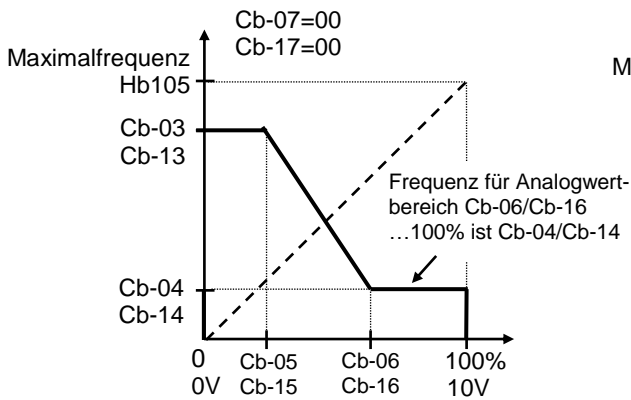 Cb-07=00
Cb-17=00
Maximalfrequenz
Hb105
M
Cb-03
Cb-13
Frequenz für Analogwert-
bereich Cb-06/Cb-16
…100% ist Cb-04/Cb-14
Cb-04
Cb-14
0 Cb-05 Cb-06 100%
0V Cb-15 Cb-16 10V